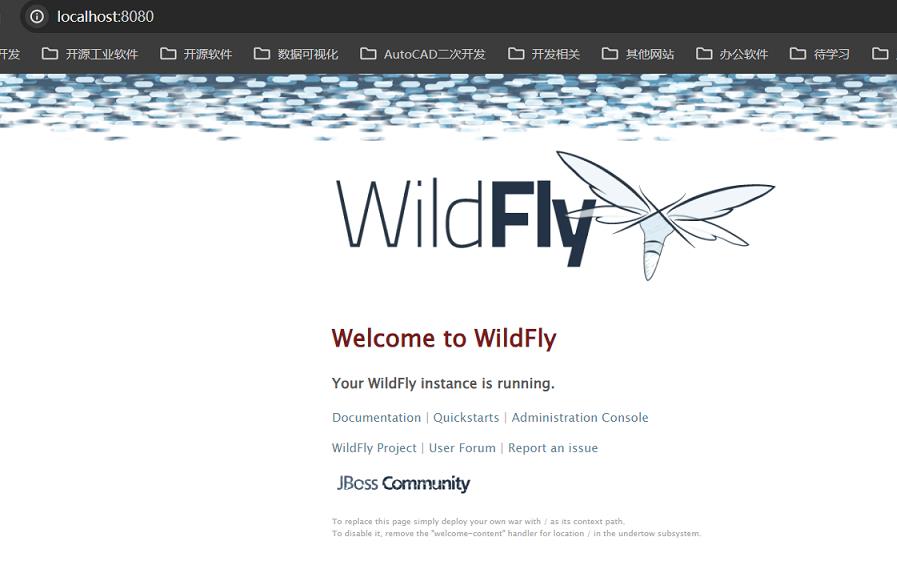 localhost:8080
开发 开源工业软件 开源软件 数据可视化 AutoCAD二次开发 开发相关 其他网站 办公软件 待学习
WildFly
Welcome to WildFly
Your WildFly instance is running.
Documentation | Quickstarts | Administration Console
WildFly Project | User Forum | Report an issue
JBoss Community
To replace this page simply deploy your own war with / as its context path.
To disable it, remove the "welcome-content" handler for location / in the undertow subsystem.